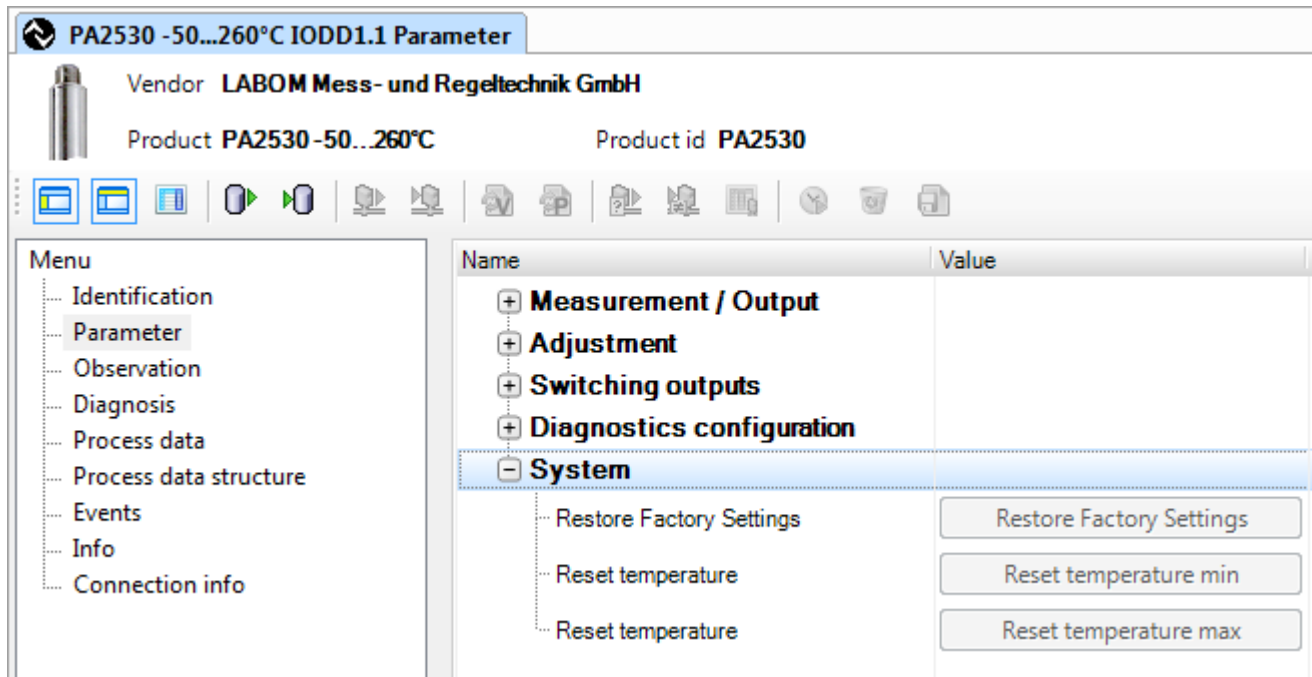 PA2530 -50...260°C IODD1.1 Parameter
Vendor LABOM Mess- und Regeltechnik GmbH
Product PA2530 -50...260°C Product id PA2530
V P ? ≠
Menu
Identification
Parameter
Observation
Diagnosis
Process data
Process data structure
Events
Info
Connection info
Name Value
Measurement / Output
Adjustment
Switching outputs
Diagnostics configuration
System
Restore Factory Settings Restore Factory Settings
Reset temperature Reset temperature min
Reset temperature Reset temperature max